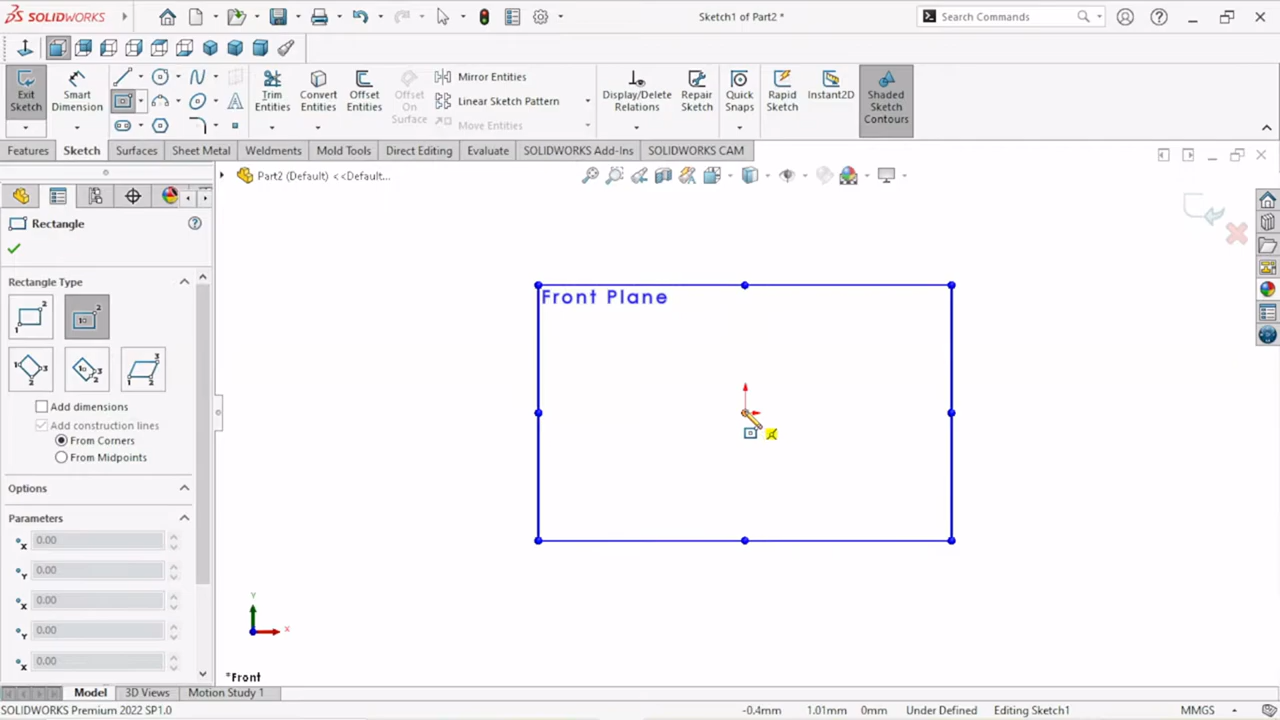 SOLIDWORKS
Sketch1 of Part2 *
Search Commands
Exit Sketch
Smart Dimension
Trim Entities
Convert Entities
Offset Entities
Offset On Surface
Mirror Entities
Linear Sketch Pattern
Move Entities
Display/Delete Relations
Repair Sketch
Quick Snaps
Rapid Sketch
Instant2D
Shaded Sketch Contours
Features
Sketch
Surfaces
Sheet Metal
Weldments
Mold Tools
Direct Editing
Evaluate
SOLIDWORKS Add-Ins
SOLIDWORKS CAM
Part2 (Default) <<Default...
Rectangle
Rectangle Type
Add dimensions
Add construction lines
From Corners
From Midpoints
Options
Parameters
x 0.00
Y 0.00
x 0.00
Y 0.00
x 0.00
Front Plane
Y
X
*Front
Model
3D Views
Motion Study 1
SOLIDWORKS Premium 2022 SP1.0
-0.4mm 1.01mm 0mm Under Defined Editing Sketch1 MMGS